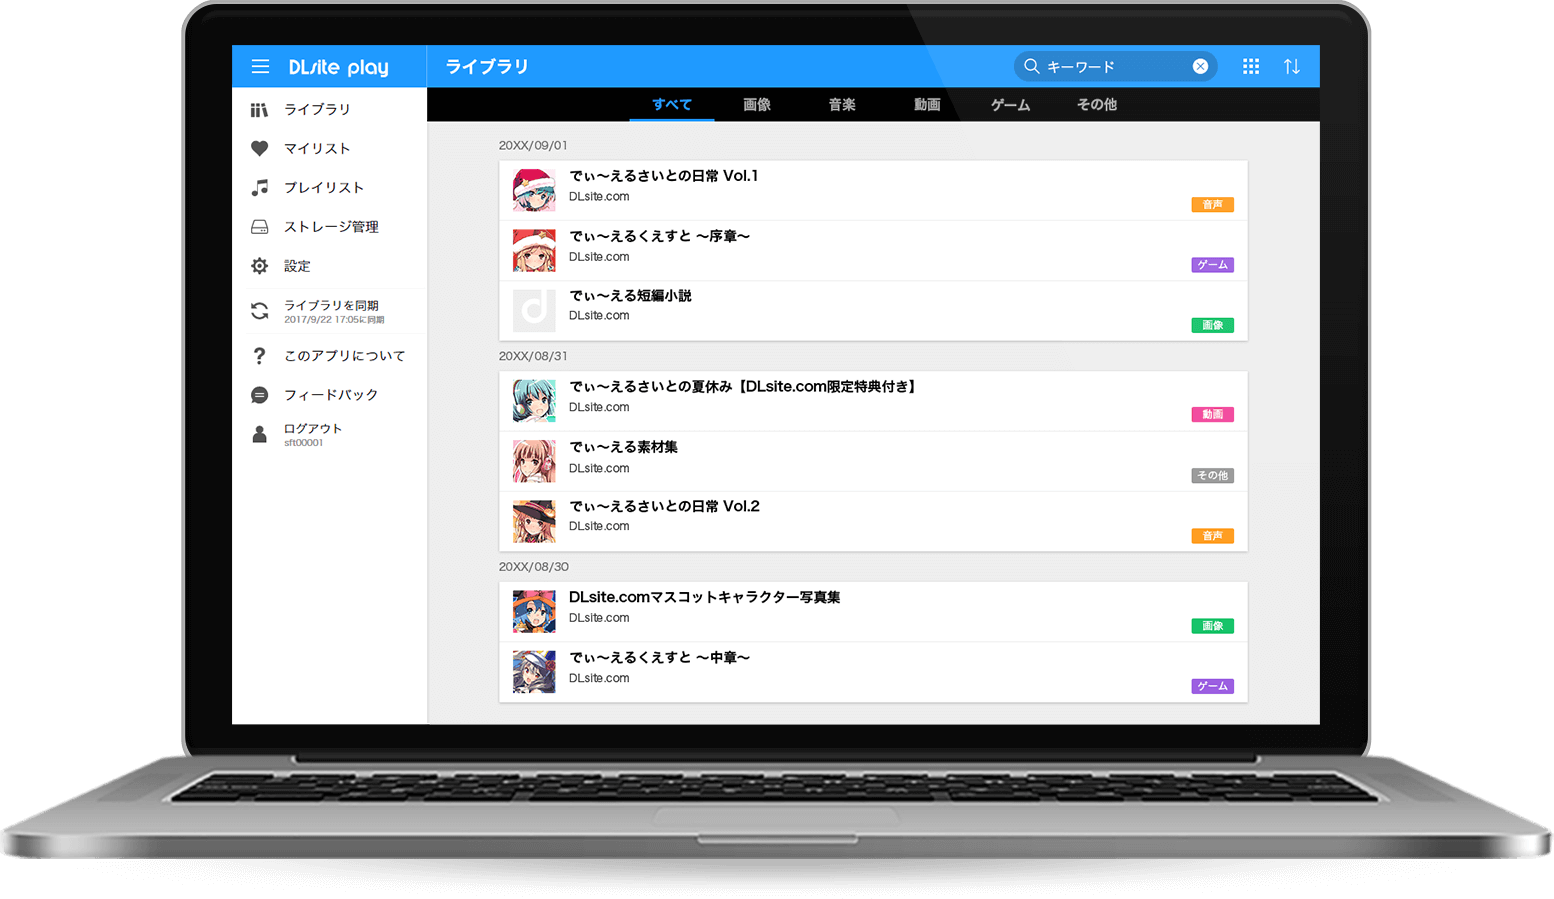 DLsite play
ライブラリ
キーワード
ライブラリ
マイリスト
プレイリスト
ストレージ管理
設定
ライブラリを同期
2017/9/22 17:05に同期
このアプリについて
フィードバック
ログアウト
sft00001
すべて 画像 音楽 動画 ゲーム その他
20XX/09/01
でぃ〜えるさいとの日常 Vol.1
DLsite.com
音声
でぃ〜えるくえすと 〜序章〜
DLsite.com
ゲーム
でぃ〜える短編小説
DLsite.com
画像
20XX/08/31
でぃ〜えるさいとの夏休み【DLsite.com限定特典付き】
DLsite.com
動画
でぃ〜える素材集
DLsite.com
その他
でぃ〜えるさいとの日常 Vol.2
DLsite.com
音声
20XX/08/30
DLsite.comマスコットキャラクター写真集
DLsite.com
画像
でぃ〜えるくえすと 〜中章〜
DLsite.com
ゲーム